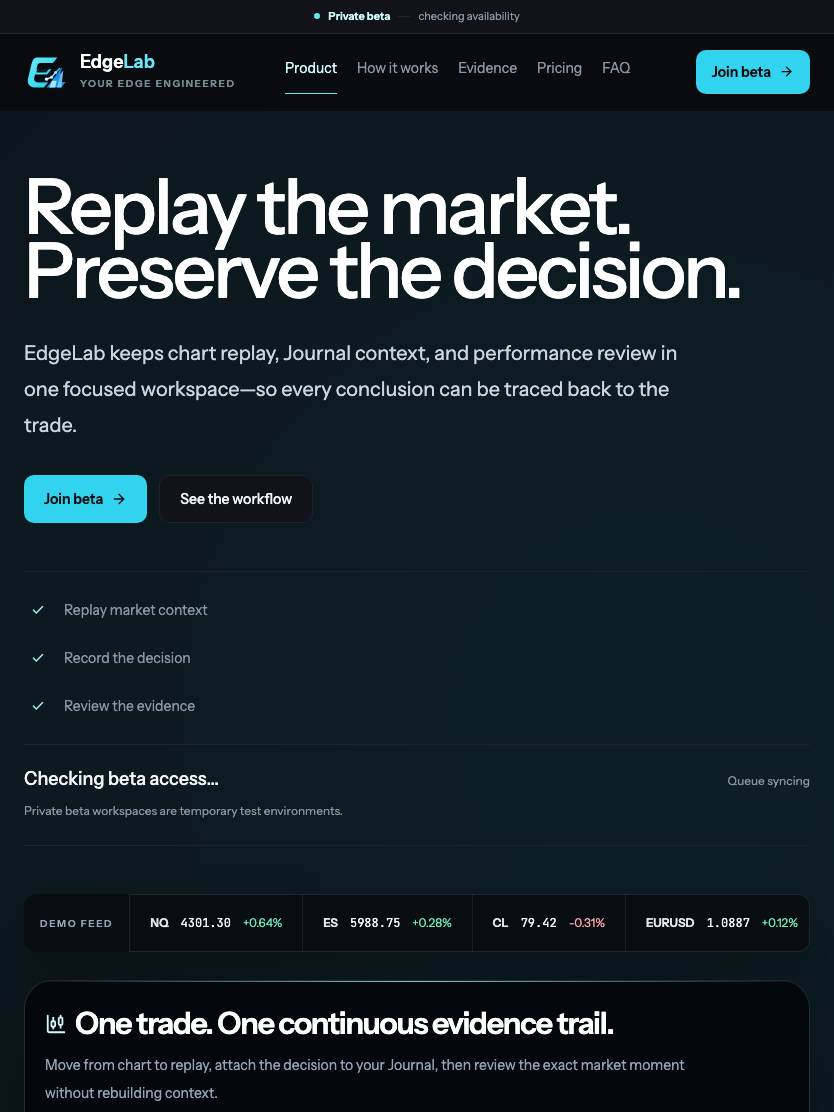 Private beta — checking availability
EdgeLab
YOUR EDGE ENGINEERED
Product How it works Evidence Pricing FAQ
Join beta →
Replay the market.
Preserve the decision.
EdgeLab keeps chart replay, Journal context, and performance review in
one focused workspace—so every conclusion can be traced back to the
trade.
Join beta → See the workflow
Replay market context
Record the decision
Review the evidence
Checking beta access...
Queue syncing
Private beta workspaces are temporary test environments.
DEMO FEED NQ 4301.30 +0.64% ES 5988.75 +0.28% CL 79.42 -0.31% EURUSD 1.0887 +0.12%
One trade. One continuous evidence trail.
Move from chart to replay, attach the decision to your Journal, then review the exact market moment
without rebuilding context.